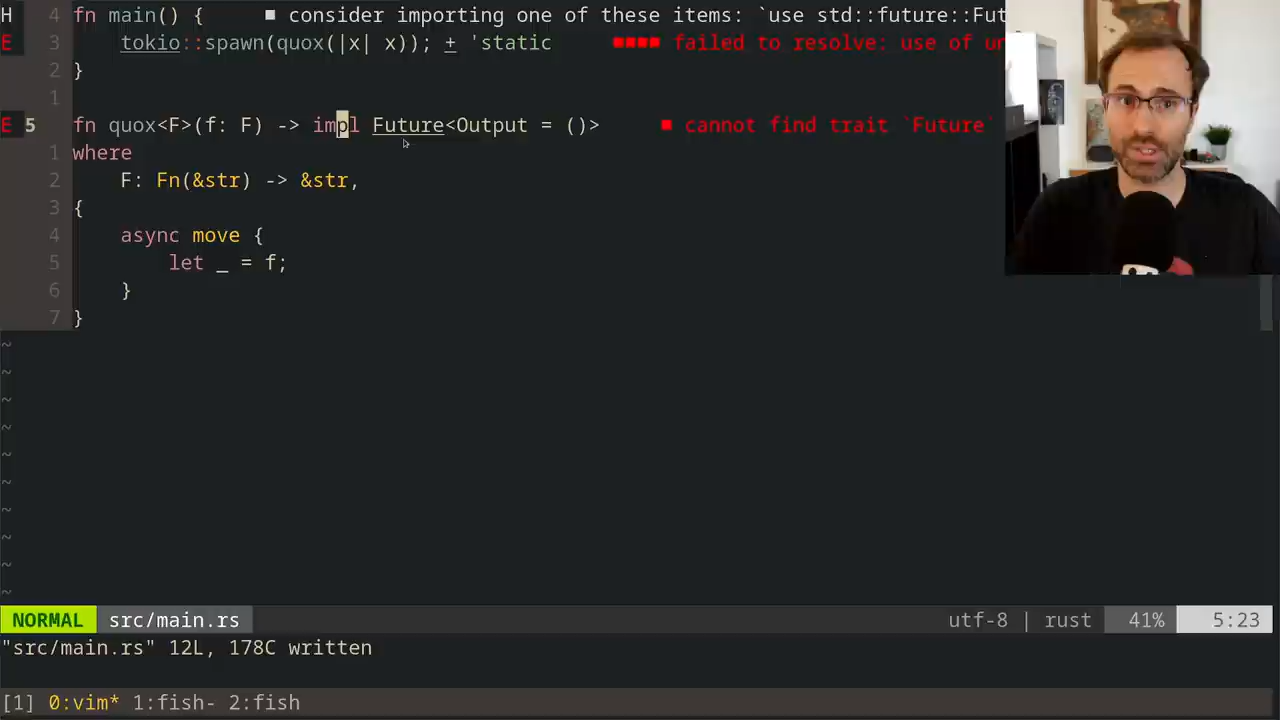 H 4 fn main() { ■ consider importing one of these items: `use std::future::Fut
E 3 tokio::spawn(quox(|x| x)); + 'static ■■■■ failed to resolve: use of un
2 }
1
E 5 fn quox<F>(f: F) -> impl Future<Output = ()> ■ cannot find trait `Future`
1 where
2 F: Fn(&str) -> &str,
3 {
4 async move {
5 let _ = f;
6 }
7 }
~
~
~
~
~
~
~
~
~
~
NORMAL src/main.rs utf-8 | rust 41% 5:23
"src/main.rs" 12L, 178C written
[1] 0:vim* 1:fish- 2:fish